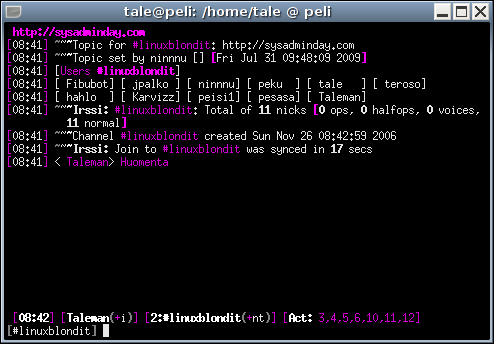 tale@peli: /home/tale @ peli
http://sysadminday.com
[08:41] ~~~Topic for #linuxblondit: http://sysadminday.com
[08:41] ~~~Topic set by ninnnu [] [Fri Jul 31 09:48:09 2009]
[08:41] [Users #linuxblondit]
[08:41] [ Fibubot] [ jpalko ] [ ninnnu] [ peku  ] [ tale   ] [ teroso]
[08:41] [ hahlo  ] [ Karvizz] [ peisi1] [ pesasa] [ Taleman]
[08:41] ~~~Irssi: #linuxblondit: Total of 11 nicks [0 ops, 0 halfops, 0 voices,
11 normal]
[08:41] ~~~Channel #linuxblondit created Sun Nov 26 08:42:59 2006
[08:41] ~~~Irssi: Join to #linuxblondit was synced in 17 secs
[08:41] < Taleman> Huomenta
[08:42] [Taleman(+i)] [2:#linuxblondit(+nt)] [Act: 3,4,5,6,10,11,12]
[#linuxblondit]